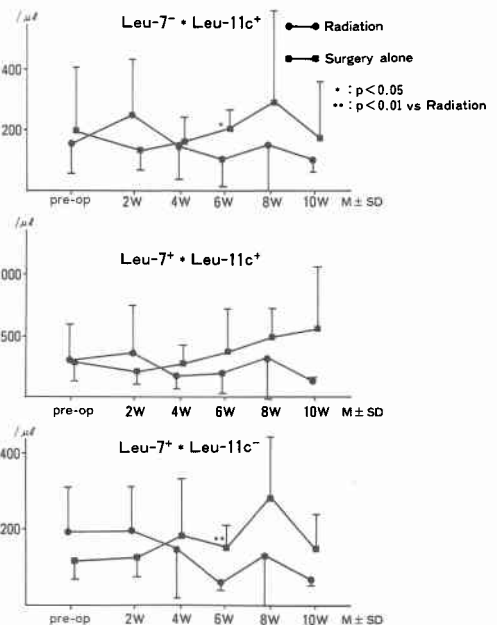 /μl
Leu-7⁻ * Leu-11c⁺
Radiation
Surgery alone
* : p<0.05
** : p<0.01 vs Radiation
400
200
*
pre-op 2W 4W 6W 8W 10W M ± SD
/μl
Leu-7⁺ * Leu-11c⁺
000
500
pre-op 2W 4W 6W 8W 10W M ± SD
/μl
Leu-7⁺ * Leu-11c⁻
400
200
**
pre-op 2W 4W 6W 8W 10W M ± SD